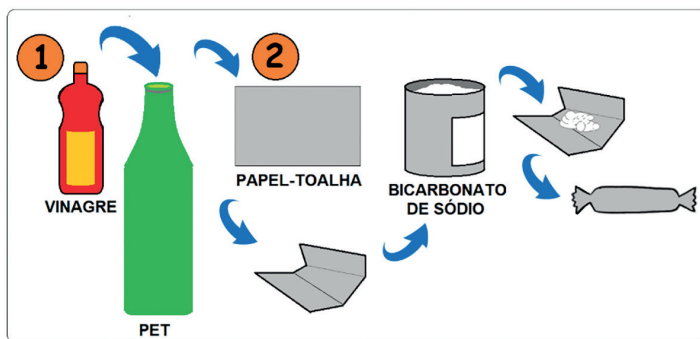 1
2
VINAGRE
PET
PAPEL-TOALHA
BICARBONATO
DE SÓDIO